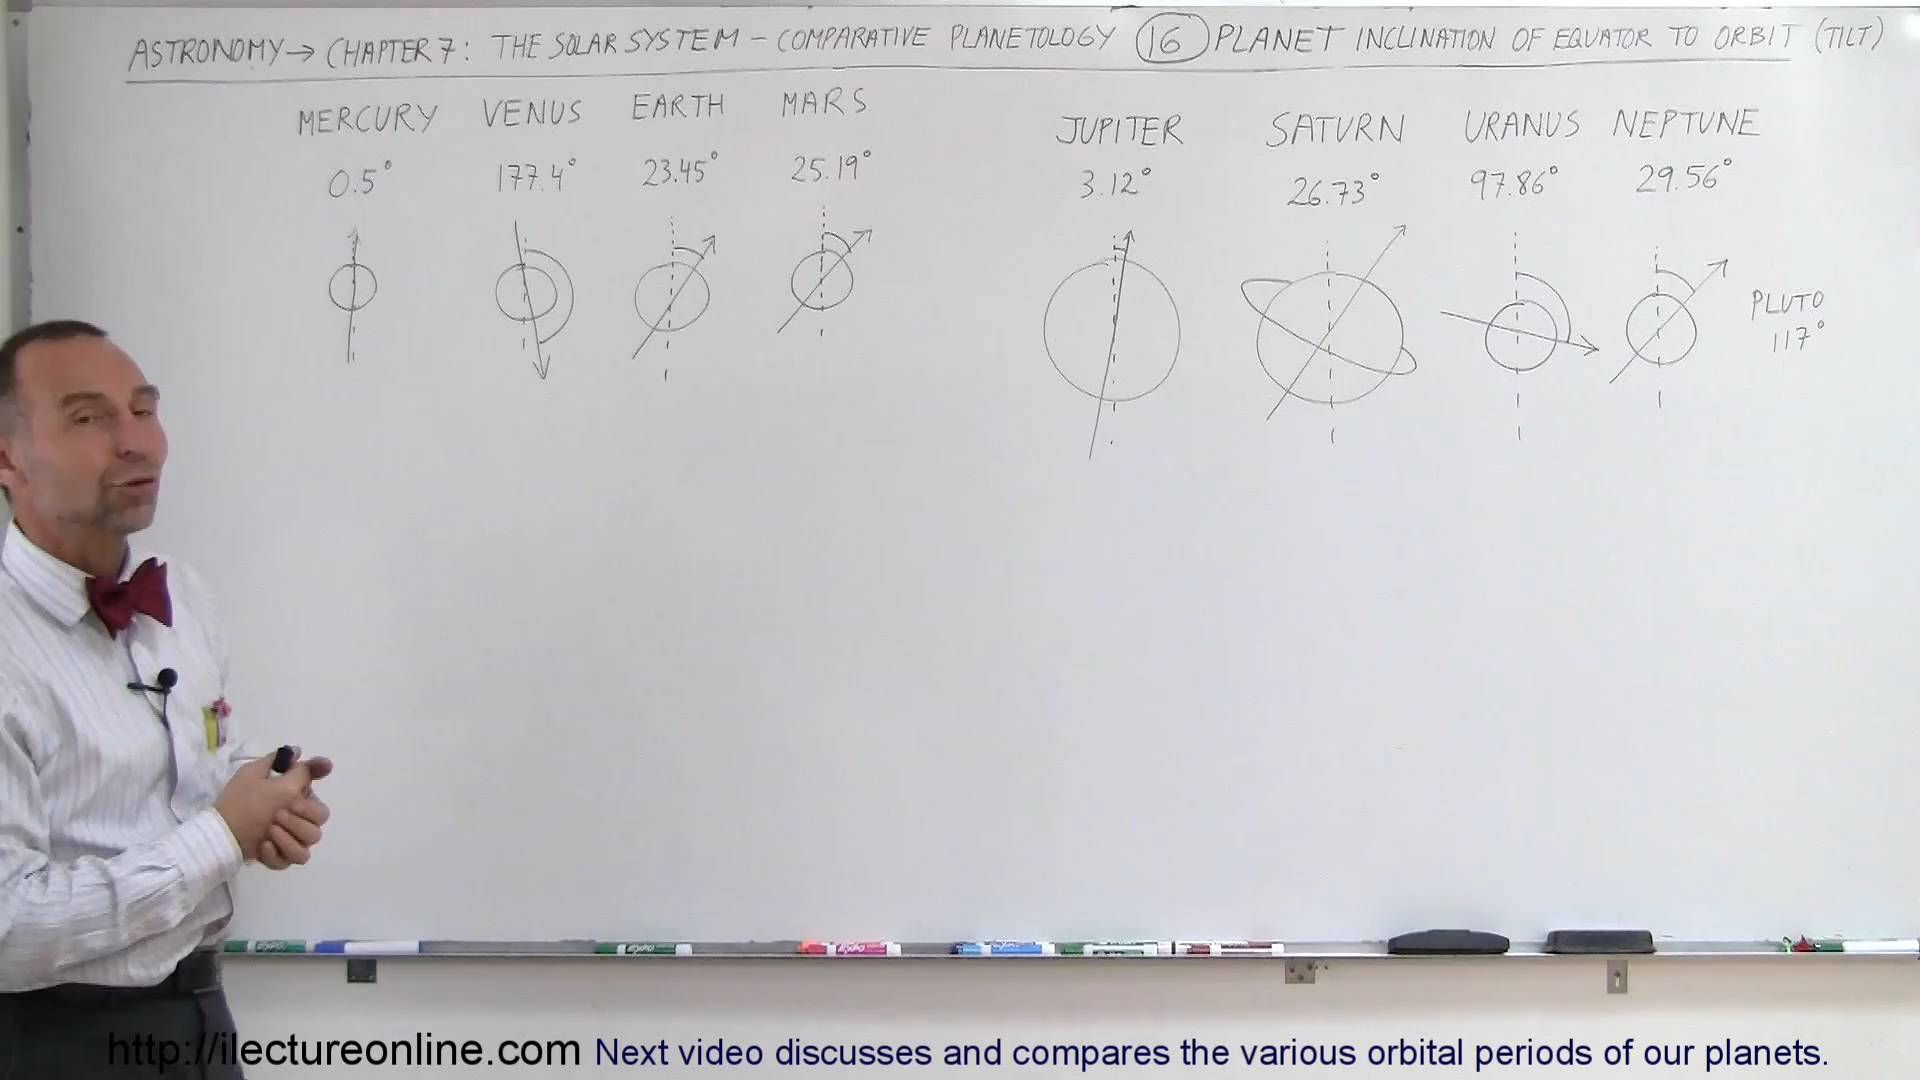 ASTRONOMY → CHAPTER 7: THE SOLAR SYSTEM – COMPARATIVE PLANETOLOGY 16 PLANET INCLINATION OF EQUATOR TO ORBIT (TILT)
MERCURY VENUS EARTH MARS JUPITER SATURN URANUS NEPTUNE
0.5° 177.4° 23.45° 25.19° 3.12° 26.73° 97.86° 29.56°
PLUTO
117°
EXPO EXPO EXPO
http://ilectureonline.com Next video discusses and compares the various orbital periods of our planets.